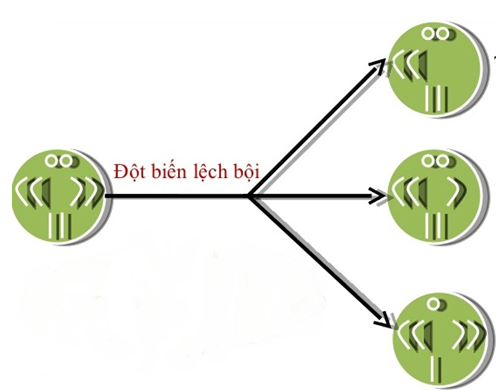 Đột biến lệch bội